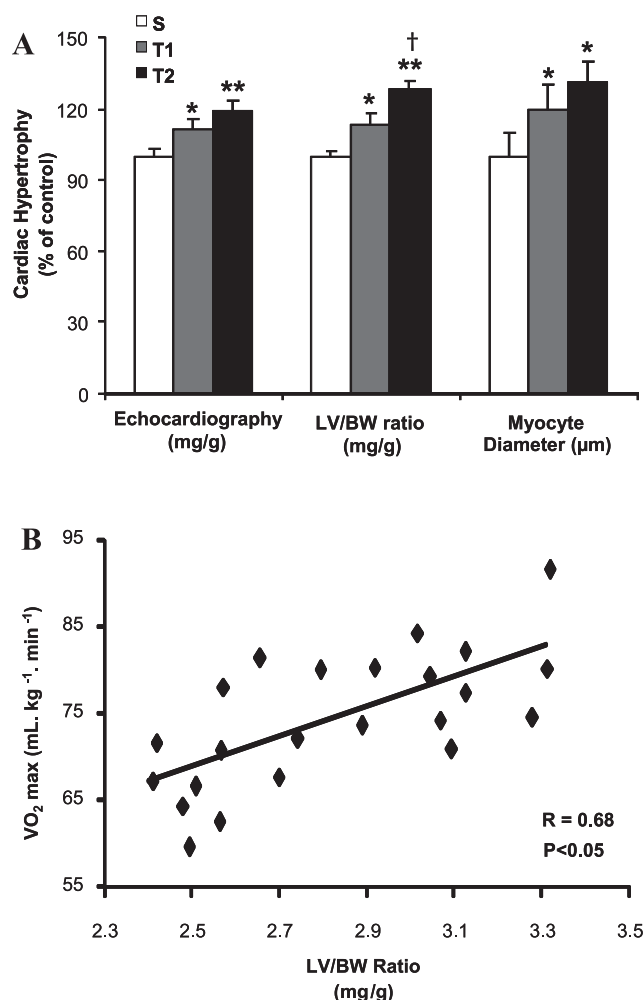 A
S
T1
T2
150
120
90
60
30
0
Cardiac Hypertrophy
(% of control)
*
**
*
†
**
*
*
Echocardiography
(mg/g)
LV/BW ratio
(mg/g)
Myocyte
Diameter (µm)
B
95
85
75
65
55
VO₂ max (mL. kg⁻¹. min⁻¹)
R = 0.68
P<0.05
2.3
2.5
2.7
2.9
3.1
3.3
3.5
LV/BW Ratio
(mg/g)